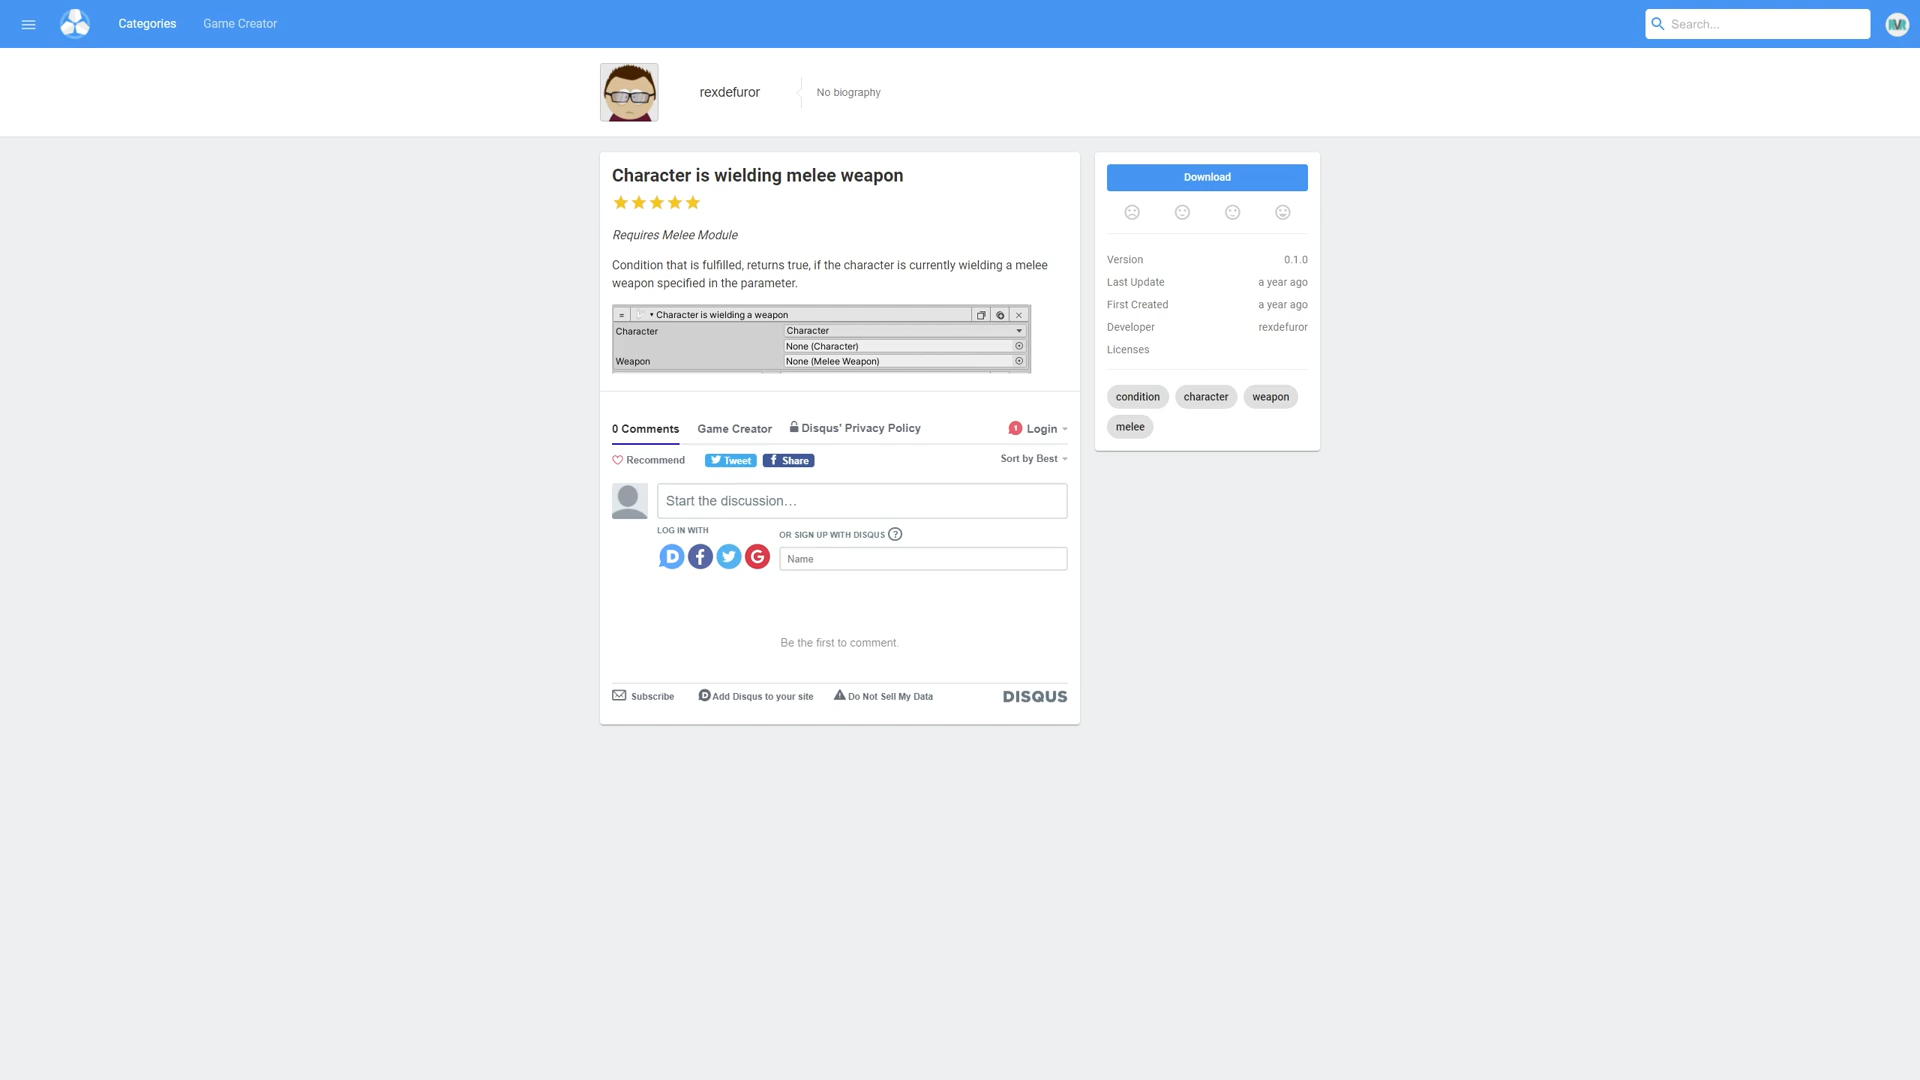 Categories
Game Creator
Search...
rexdefuror
No biography
Character is wielding melee weapon
Requires Melee Module
Condition that is fulfilled, returns true, if the character is currently wielding a melee
weapon specified in the parameter.
= Character is wielding a weapon
Character Character
None (Character)
Weapon None (Melee Weapon)
Download
Version 0.1.0
Last Update a year ago
First Created a year ago
Developer rexdefuror
Licenses
condition character weapon
melee
0 Comments Game Creator Disqus' Privacy Policy 1 Login
Recommend Tweet Share Sort by Best
Start the discussion…
LOG IN WITH
OR SIGN UP WITH DISQUS ?
Name
Be the first to comment.
Subscribe Add Disqus to your site Do Not Sell My Data DISQUS